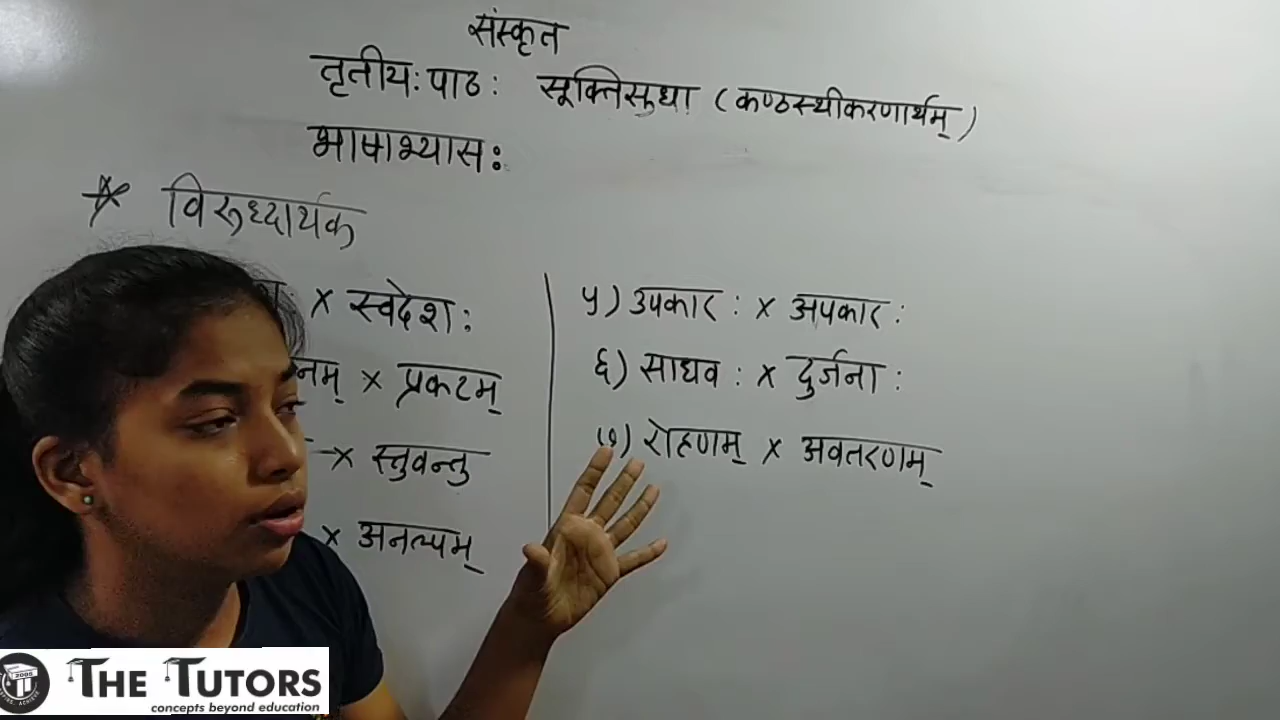 संस्कृत
तृतीयः पाठः सूक्तिसुधा (कण्ठस्थीकरणार्थम्)
भाषाभ्यासः
* विरुध्दार्थक
× स्वदेशः
नम् × प्रकटम्
× स्तुवन्तु
× अनल्पम्
५) उपकारः × अपकारः
६) साधवः × दुर्जनाः
७) रोहणम् × अवतरणम्
THE TUTORS
concepts beyond education